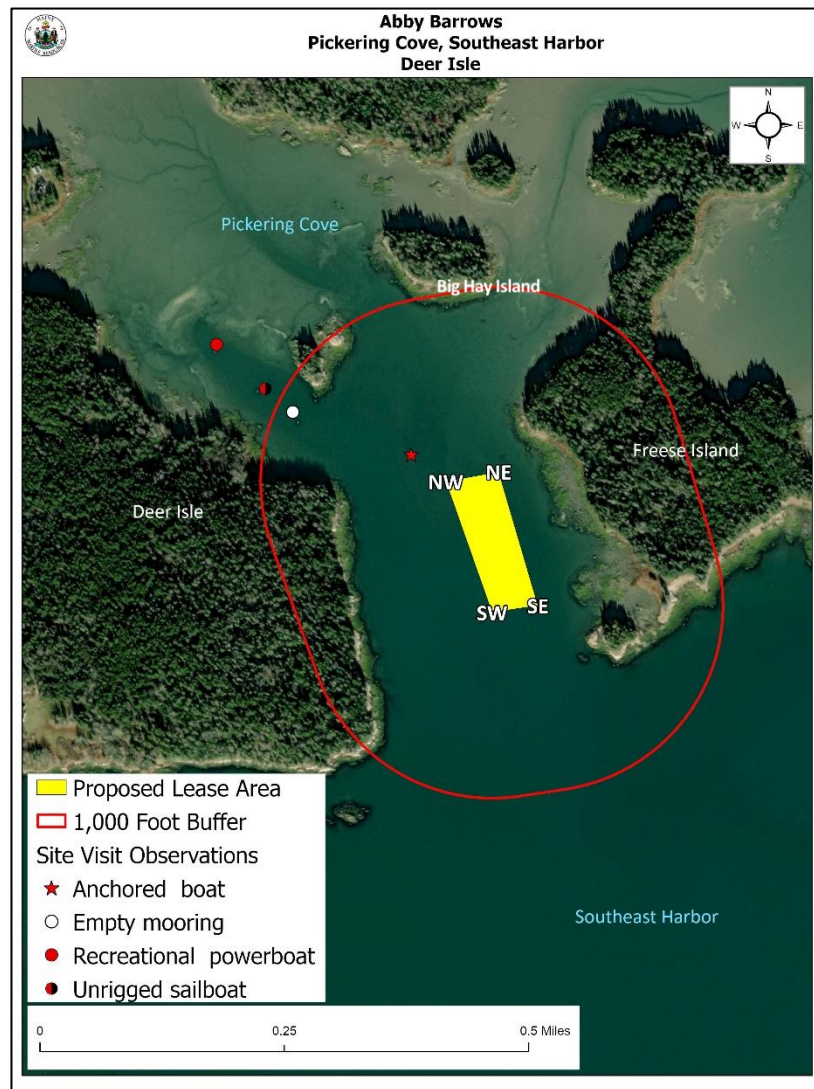 Abby Barrows
Pickering Cove, Southeast Harbor
Deer Isle
N
W
E
S
Pickering Cove
Big Hay Island
Freese Island
Deer Isle
NW
NE
SW
SE
Proposed Lease Area
1,000 Foot Buffer
Site Visit Observations
Anchored boat
Empty mooring
Recreational powerboat
Unrigged sailboat
Southeast Harbor
0
0.25
0.5 Miles